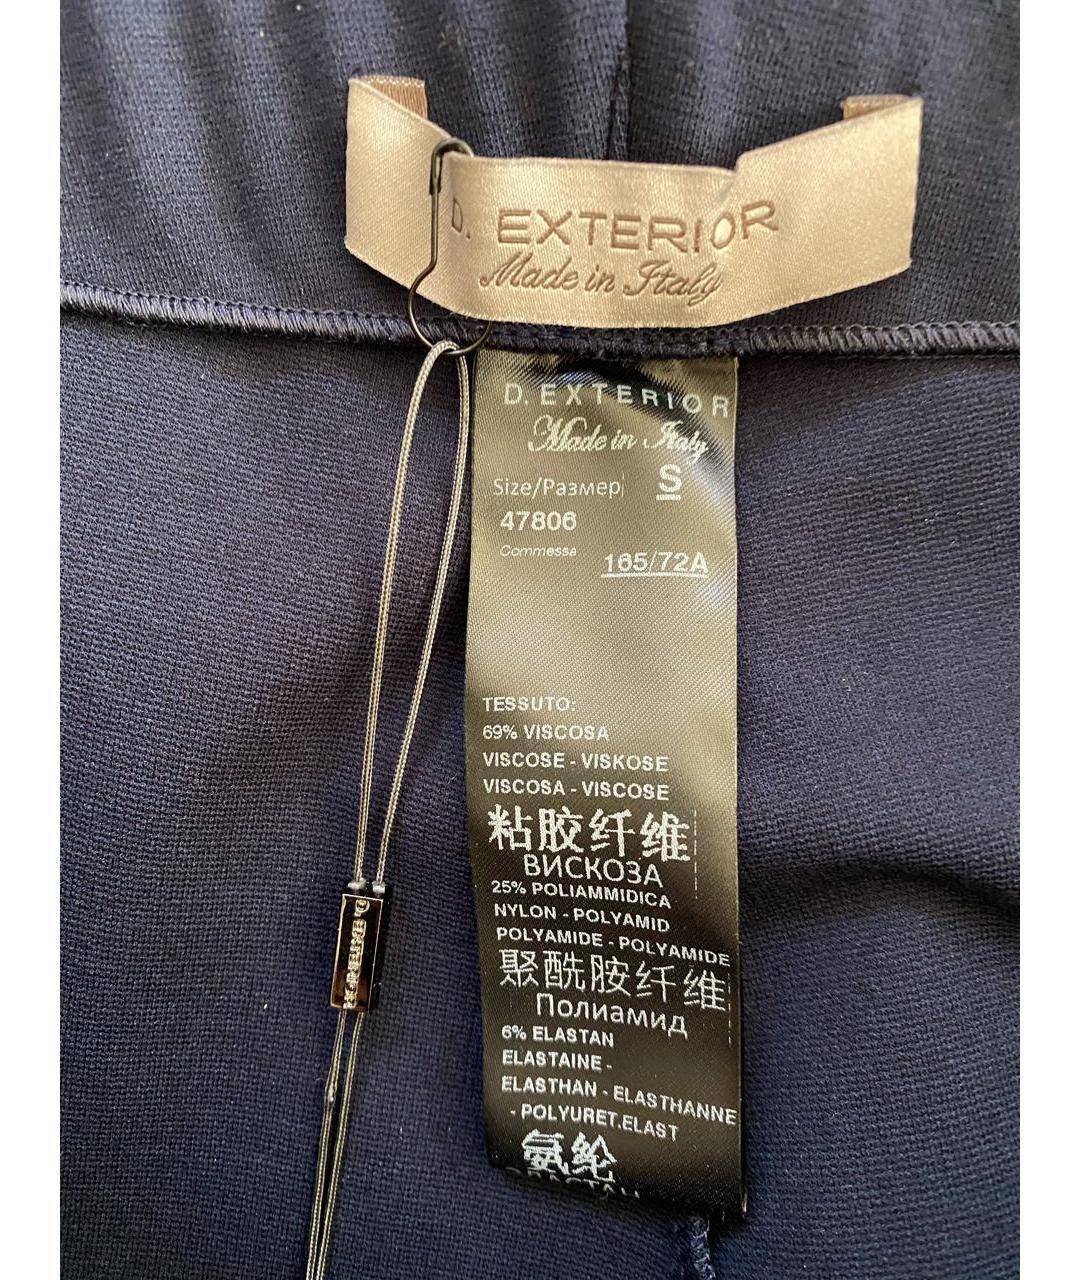 D. EXTERIOR
Made in Italy
D. EXTERIOR
Made in Italy
Size/Размер S
47806
Commessa
165/72A
TESSUTO:
69% VISCOSA
VISCOSE - VISKOSE
VISCOSA - VISCOSE
粘胶纤维
ВИСКОЗА
25% POLIAMMIDICA
NYLON - POLYAMID
POLYAMIDE - POLYAMIDE
聚酰胺纤维
Полиамид
6% ELASTAN
ELASTAINE -
ELASTHAN - ELASTHANNE
- POLYURET.ELAST
氨纶
ЭЛАСТАН
D. EXTERIOR